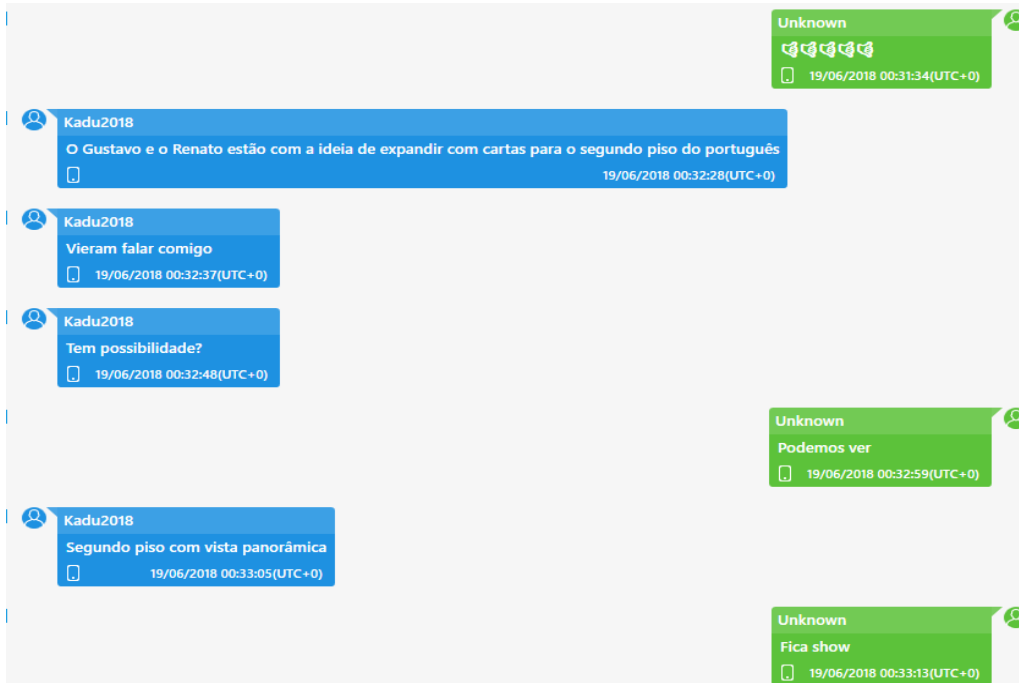 Unknown
19/06/2018 00:31:34(UTC+0)
Kadu2018
O Gustavo e o Renato estão com a ideia de expandir com cartas para o segundo piso do português
19/06/2018 00:32:28(UTC+0)
Kadu2018
Vieram falar comigo
19/06/2018 00:32:37(UTC+0)
Kadu2018
Tem possibilidade?
19/06/2018 00:32:48(UTC+0)
Unknown
Podemos ver
19/06/2018 00:32:59(UTC+0)
Kadu2018
Segundo piso com vista panorâmica
19/06/2018 00:33:05(UTC+0)
Unknown
Fica show
19/06/2018 00:33:13(UTC+0)